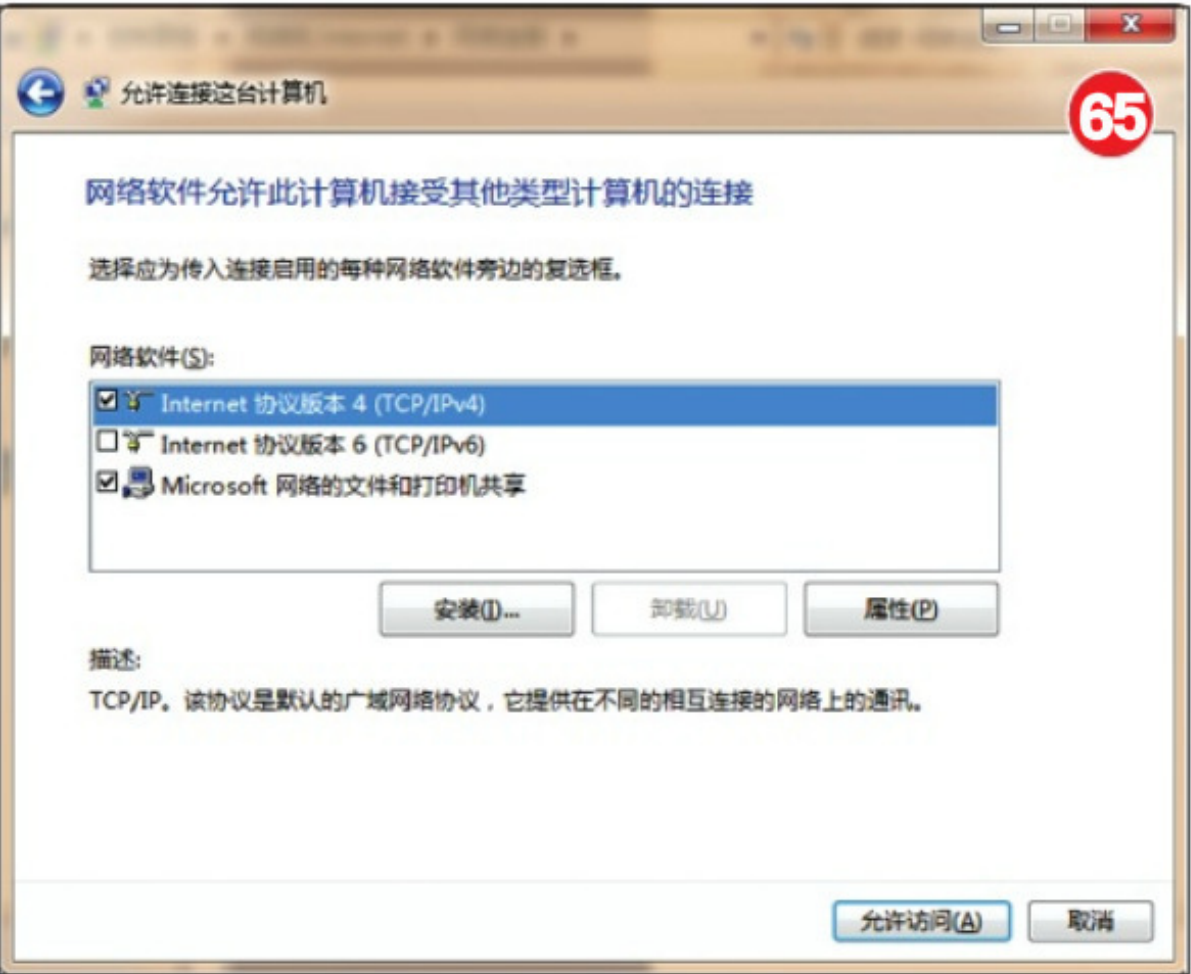 65
允许连接这台计算机
网络软件允许此计算机接受其他类型计算机的连接
选择应为传入连接启用的每种网络软件旁边的复选框。
网络软件(S):
Internet 协议版本 4 (TCP/IPv4)
Internet 协议版本 6 (TCP/IPv6)
Microsoft 网络的文件和打印机共享
安装(I)... 卸载(U) 属性(P)
描述:
TCP/IP。该协议是默认的广域网络协议，它提供在不同的相互连接的网络上的通讯。
允许访问(A) 取消